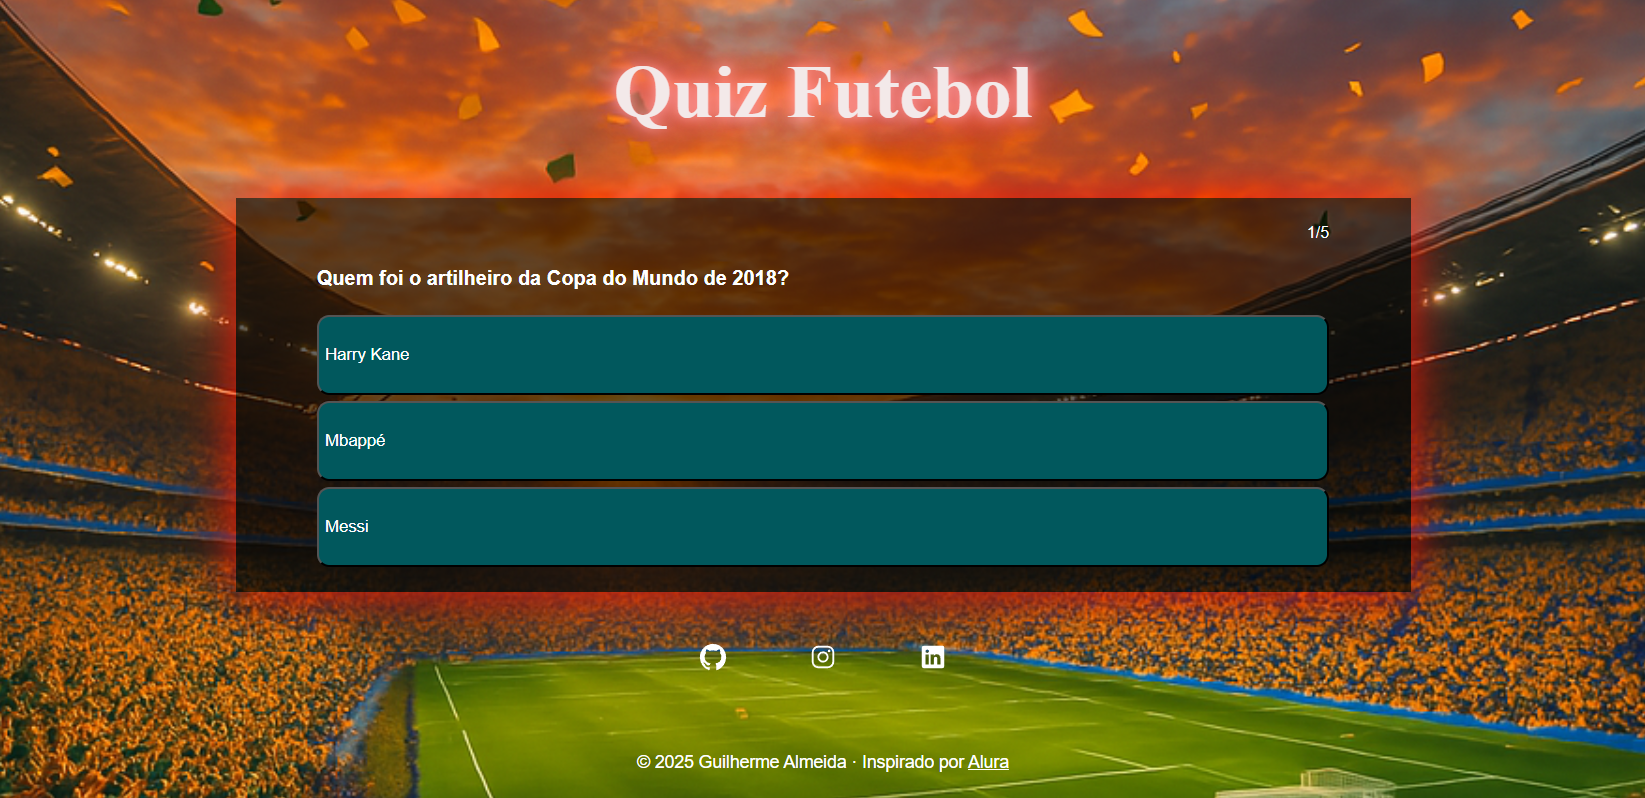 Quiz Futebol
1/5
Quem foi o artilheiro da Copa do Mundo de 2018?
Harry Kane
Mbappé
Messi
© 2025 Guilherme Almeida · Inspirado por Alura